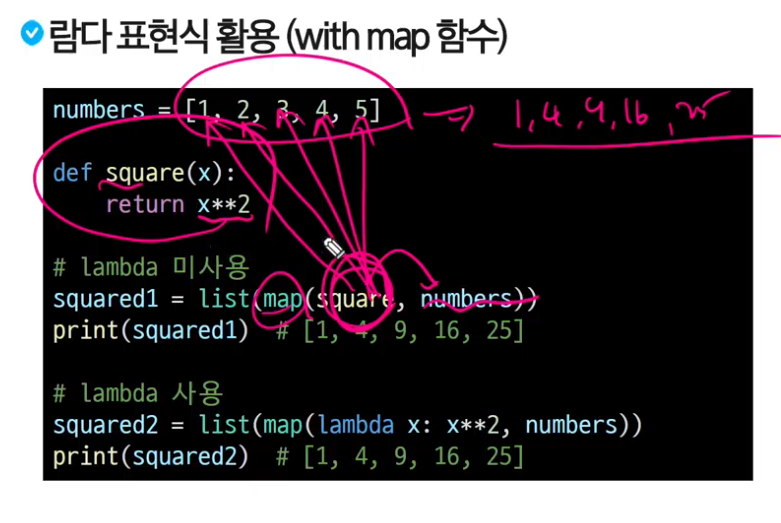 람다 표현식 활용 (with map 함수)
numbers = [1, 2, 3, 4, 5]
1, 4, 9, 16, 25
def square(x):
    return x**2
# lambda 미사용
squared1 = list(map(square, numbers))
print(squared1)  # [1, 4, 9, 16, 25]
# lambda 사용
squared2 = list(map(lambda x: x**2, numbers))
print(squared2)  # [1, 4, 9, 16, 25]